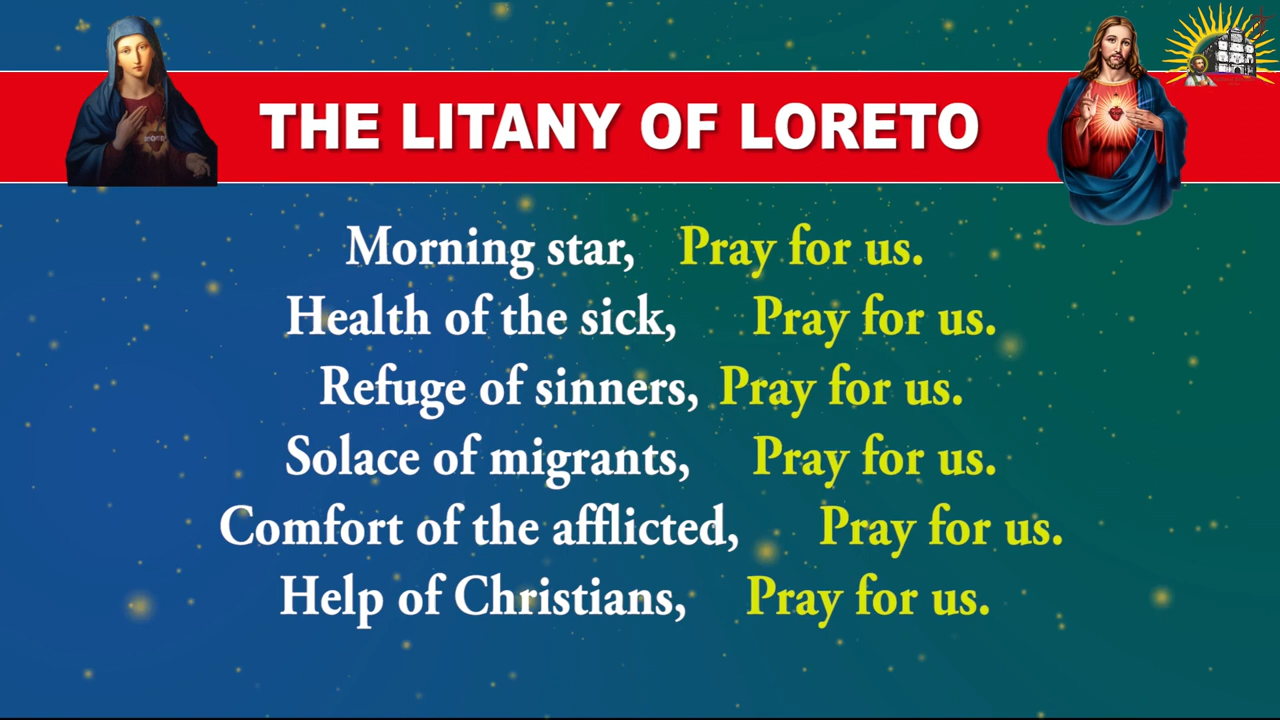 THE LITANY OF LORETO
Morning star, Pray for us.
Health of the sick, Pray for us.
Refuge of sinners, Pray for us.
Solace of migrants, Pray for us.
Comfort of the afflicted, Pray for us.
Help of Christians, Pray for us.